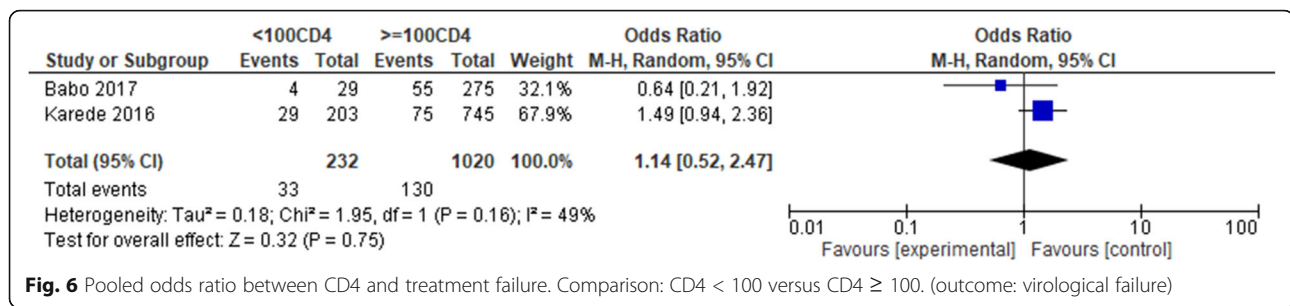 <100CD4 >=100CD4 Odds Ratio Odds Ratio
Study or Subgroup Events Total Events Total Weight M-H, Random, 95% CI M-H, Random, 95% CI
Babo 2017 4 29 55 275 32.1% 0.64 [0.21, 1.92]
Karede 2016 29 203 75 745 67.9% 1.49 [0.94, 2.36]
Total (95% CI) 232 1020 100.0% 1.14 [0.52, 2.47]
Total events 33 130
Heterogeneity: Tau² = 0.18; Chi² = 1.95, df = 1 (P = 0.16); I² = 49%
Test for overall effect: Z = 0.32 (P = 0.75)
0.01 0.1 1 10 100
Favours [experimental] Favours [control]
Fig. 6 Pooled odds ratio between CD4 and treatment failure. Comparison: CD4 < 100 versus CD4 ≥ 100. (outcome: virological failure)